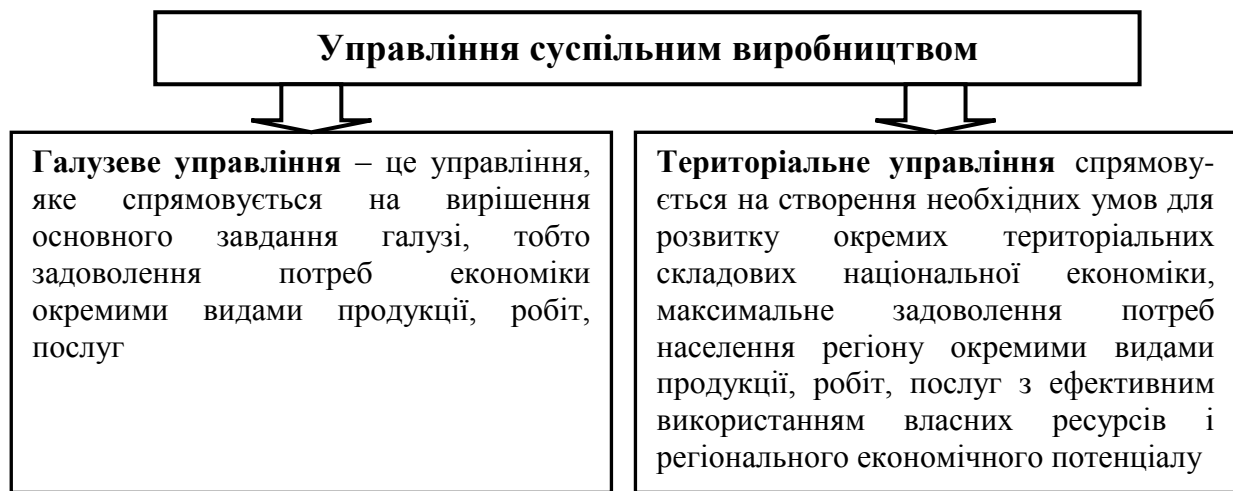 Управління суспільним виробництвом
Галузеве управління – це управління,
яке спрямовується на вирішення
основного завдання галузі, тобто
задоволення потреб економіки
окремими видами продукції, робіт,
послуг
Територіальне управління спрямову-
ється на створення необхідних умов для
розвитку окремих територіальних
складових національної економіки,
максимальне задоволення потреб
населення регіону окремими видами
продукції, робіт, послуг з ефективним
використанням власних ресурсів і
регіонального економічного потенціалу